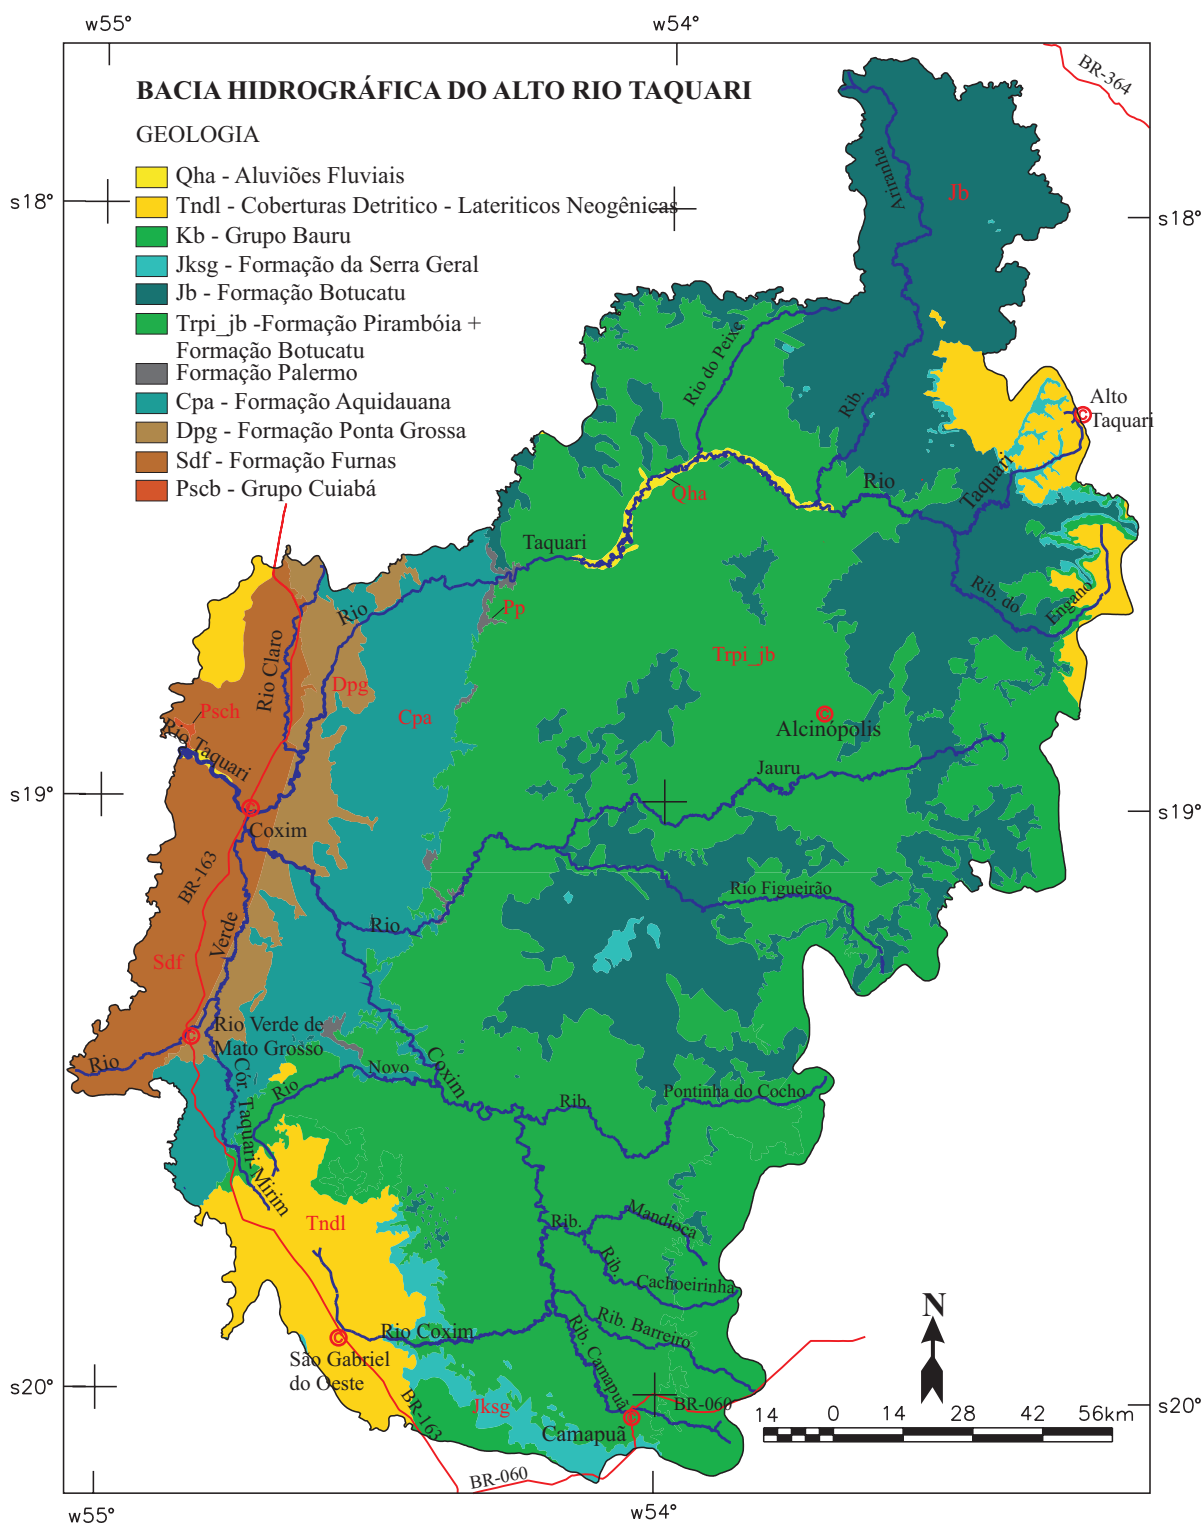 w55°
w54°
BR-364
BACIA HIDROGRÁFICA DO ALTO RIO TAQUARI
GEOLOGIA
Qha - Aluviões Fluviais
Tndl - Coberturas Detritico - Lateriticos Neogênicas
Kb - Grupo Bauru
Jksg - Formação da Serra Geral
Jb - Formação Botucatu
Trpi_jb -Formação Pirambóia +
Formação Botucatu
Formação Palermo
Cpa - Formação Aquidauana
Dpg - Formação Ponta Grossa
Sdf - Formação Furnas
Pscb - Grupo Cuiabá
s18°
s18°
Ariranha
Jb
Rio do Peixe
Rib.
Alto
Taquari
Qha
Rio
Taquari
Taquari
Rib. do
Engano
Rio
Pp
Rio Claro
Dpg
Trpi_jb
Psch
Cpa
Alcinópolis
Rio Taquari
Jauru
s19°
s19°
Coxim
BR-163
Rio Figueirão
Verde
Rio
Sdf
Rio Verde de
Mato Grosso
Rio
Novo
Coxim
Rio
Cór. Taquari-Mirim
Rib.
Pontinha do Cocho
Tndl
Rib.
Mandioca
Rib.
Cachoeirinha
Rio Coxim
Rib. Barreiro
Rib. Camapuã
São Gabriel
do Oeste
N
s20°
s20°
Jksg
BR-163
BR-060
Camapuã
14 0 14 28 42 56km
BR-060
w55°
w54°